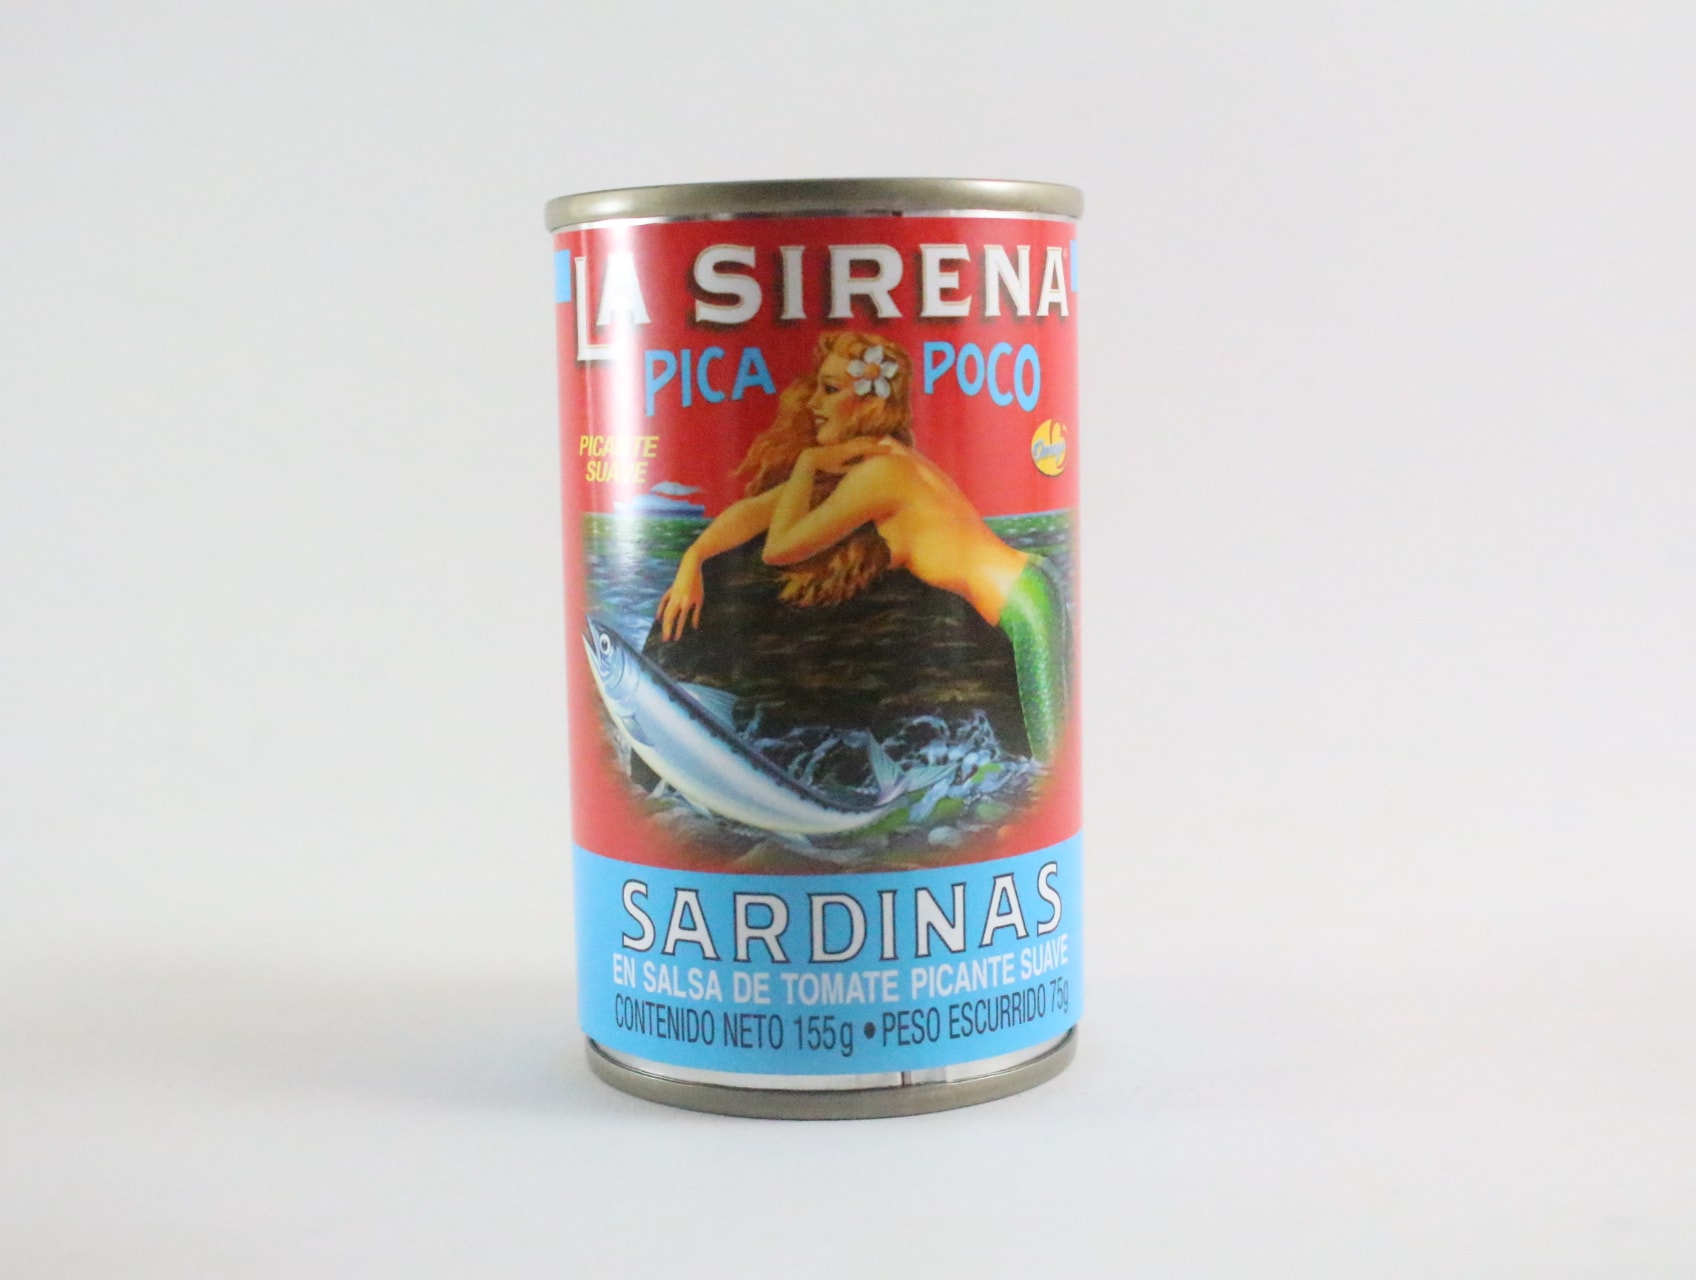 LA SIRENA
PICA POCO
PICANTE
SUAVE
SARDINAS
EN SALSA DE TOMATE PICANTE SUAVE
CONTENIDO NETO 155g • PESO ESCURRIDO 75g